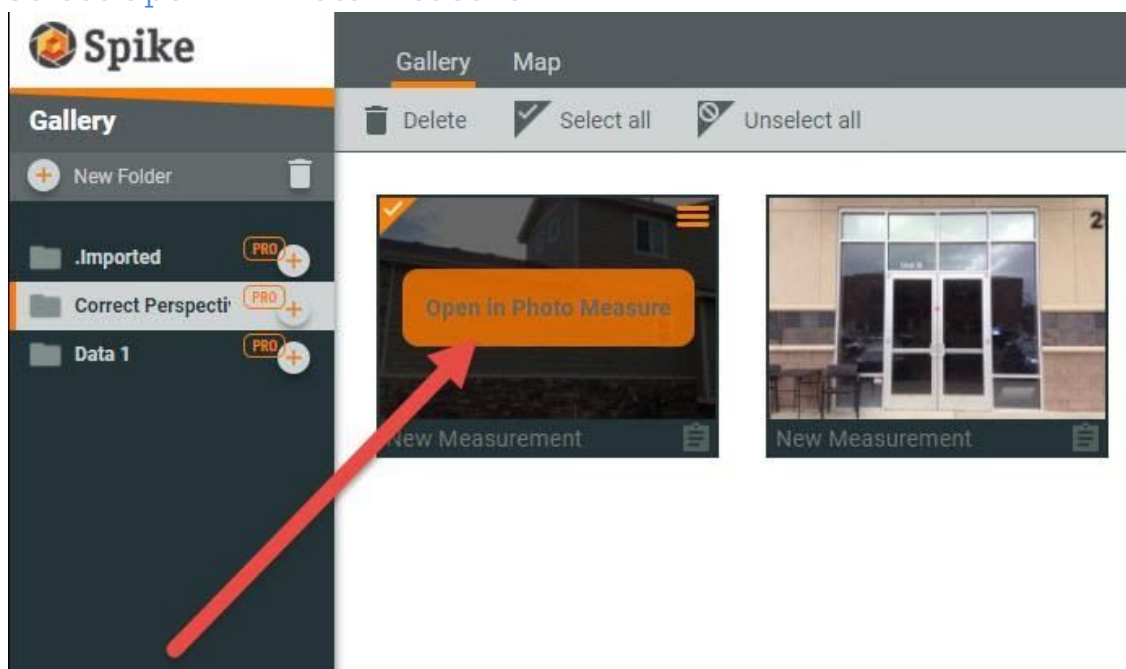 Spike
Gallery Map
Gallery
Delete Select all Unselect all
New Folder
.Imported PRO
Correct Perspecti PRO
Data 1 PRO
Open in Photo Measure
New Measurement
New Measurement
2